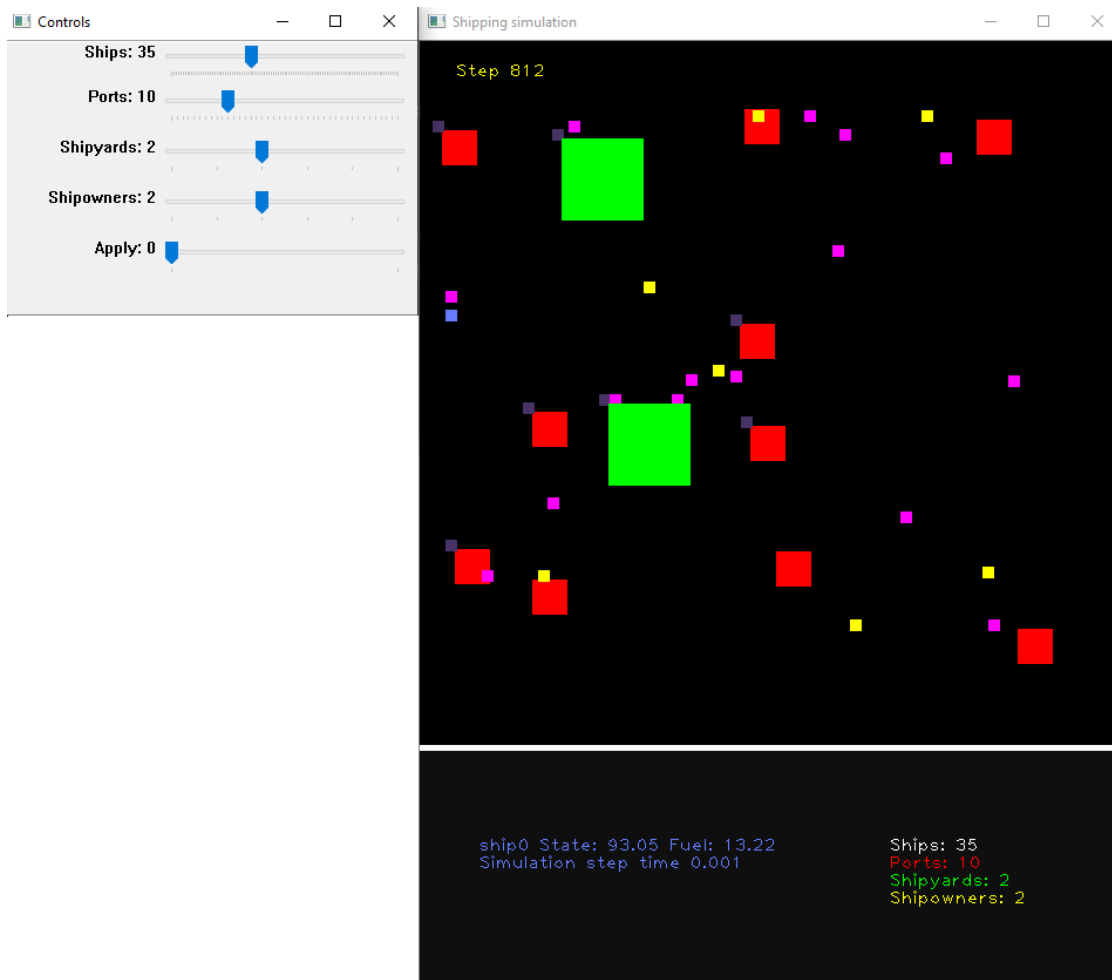 Controls
Ships: 35
Ports: 10
Shipyards: 2
Shipowners: 2
Apply: 0
Shipping simulation
Step 812
ship0 State: 93.05 Fuel: 13.22
Simulation step time 0.001
Ships: 35
Ports: 10
Shipyards: 2
Shipowners: 2